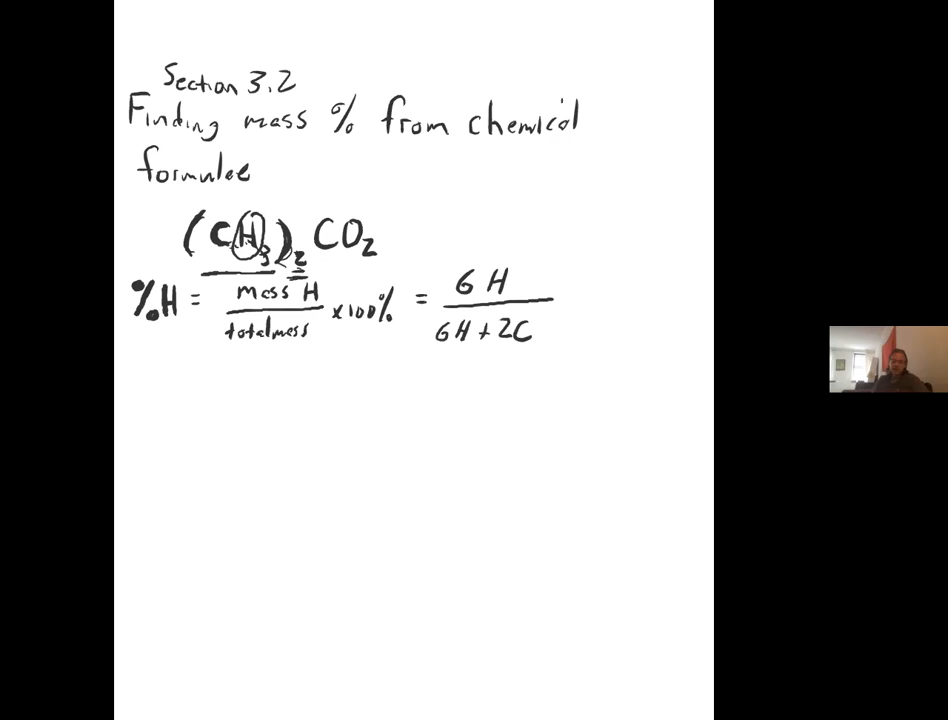 Section 3.2
Finding mass % from chemical
formulae
(CH₃)₂CO₂
%H = mass H / total mass × 100% = 6H / 6H + 2C